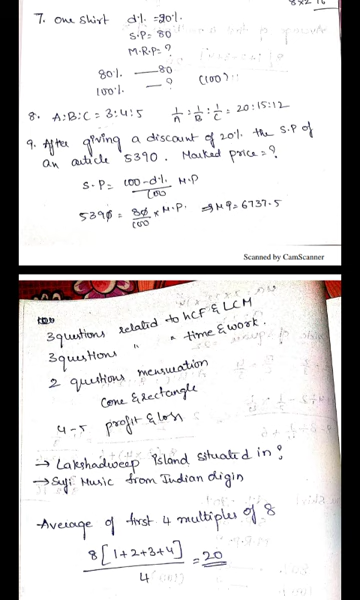 7. One shirt d% = 20%
S.P = 80
M.R.P = ?
80% — 80
100% — ? (100)
8. A:B:C = 3:4:5 1/A : 1/B : 1/C = 20:15:12
9. After giving a discount of 20% the S.P of
an article 5390. Marked price = ?
S.P = 100-d%/100 M.P
5390 = 80/100 × M.P. ⇒ MP = 6737.5
Scanned by CamScanner
3 questions related to HCF & LCM
3 questions " " time & work.
2 questions mensuration
Cone & rectangle
4-5 profit & loss
→ Lakshadweep Island situated in?
→ Sufi Music from Indian origin
Average of first 4 multiples of 8
8[1+2+3+4]/4 = 20